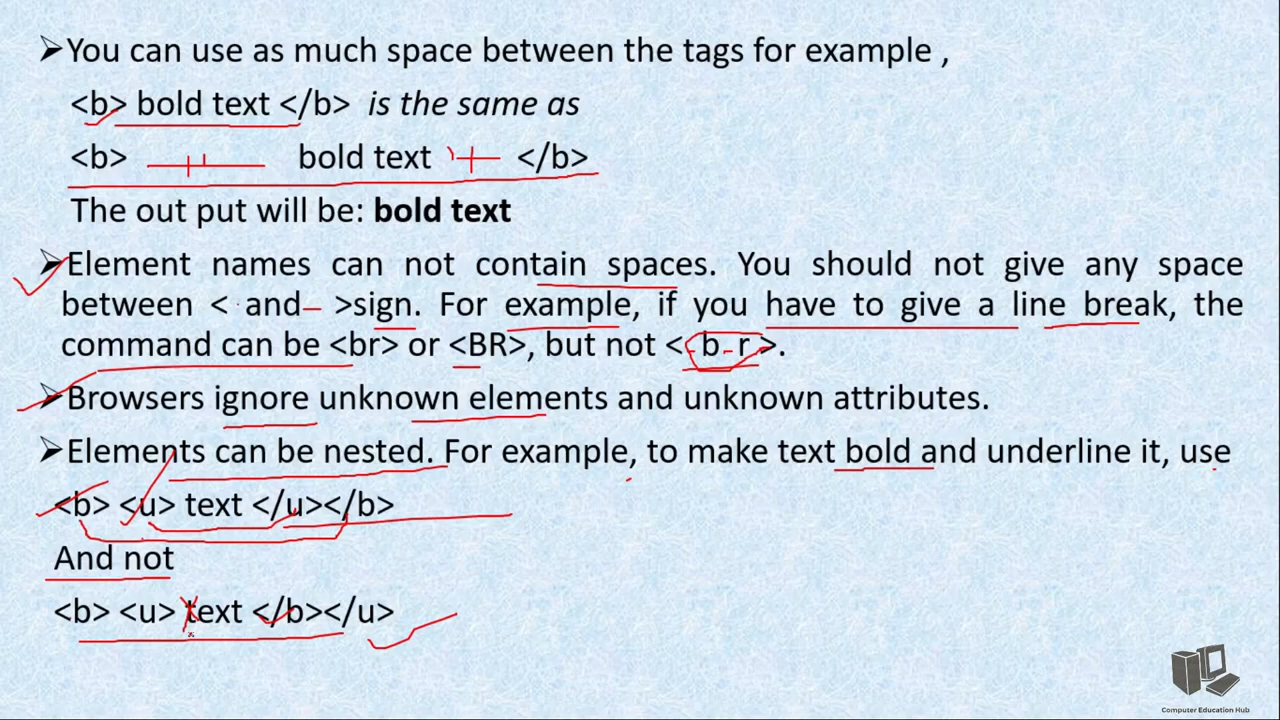 ➢You can use as much space between the tags for example ,
<b> bold text </b> is the same as
<b> bold text </b>
The out put will be: bold text
➢Element names can not contain spaces. You should not give any space
between < and >sign. For example, if you have to give a line break, the
command can be <br> or <BR>, but not < b r >.
➢Browsers ignore unknown elements and unknown attributes.
➢Elements can be nested. For example, to make text bold and underline it, use
<b> <u> text </u></b>
And not
<b> <u> text </b></u>
Computer Education Hub